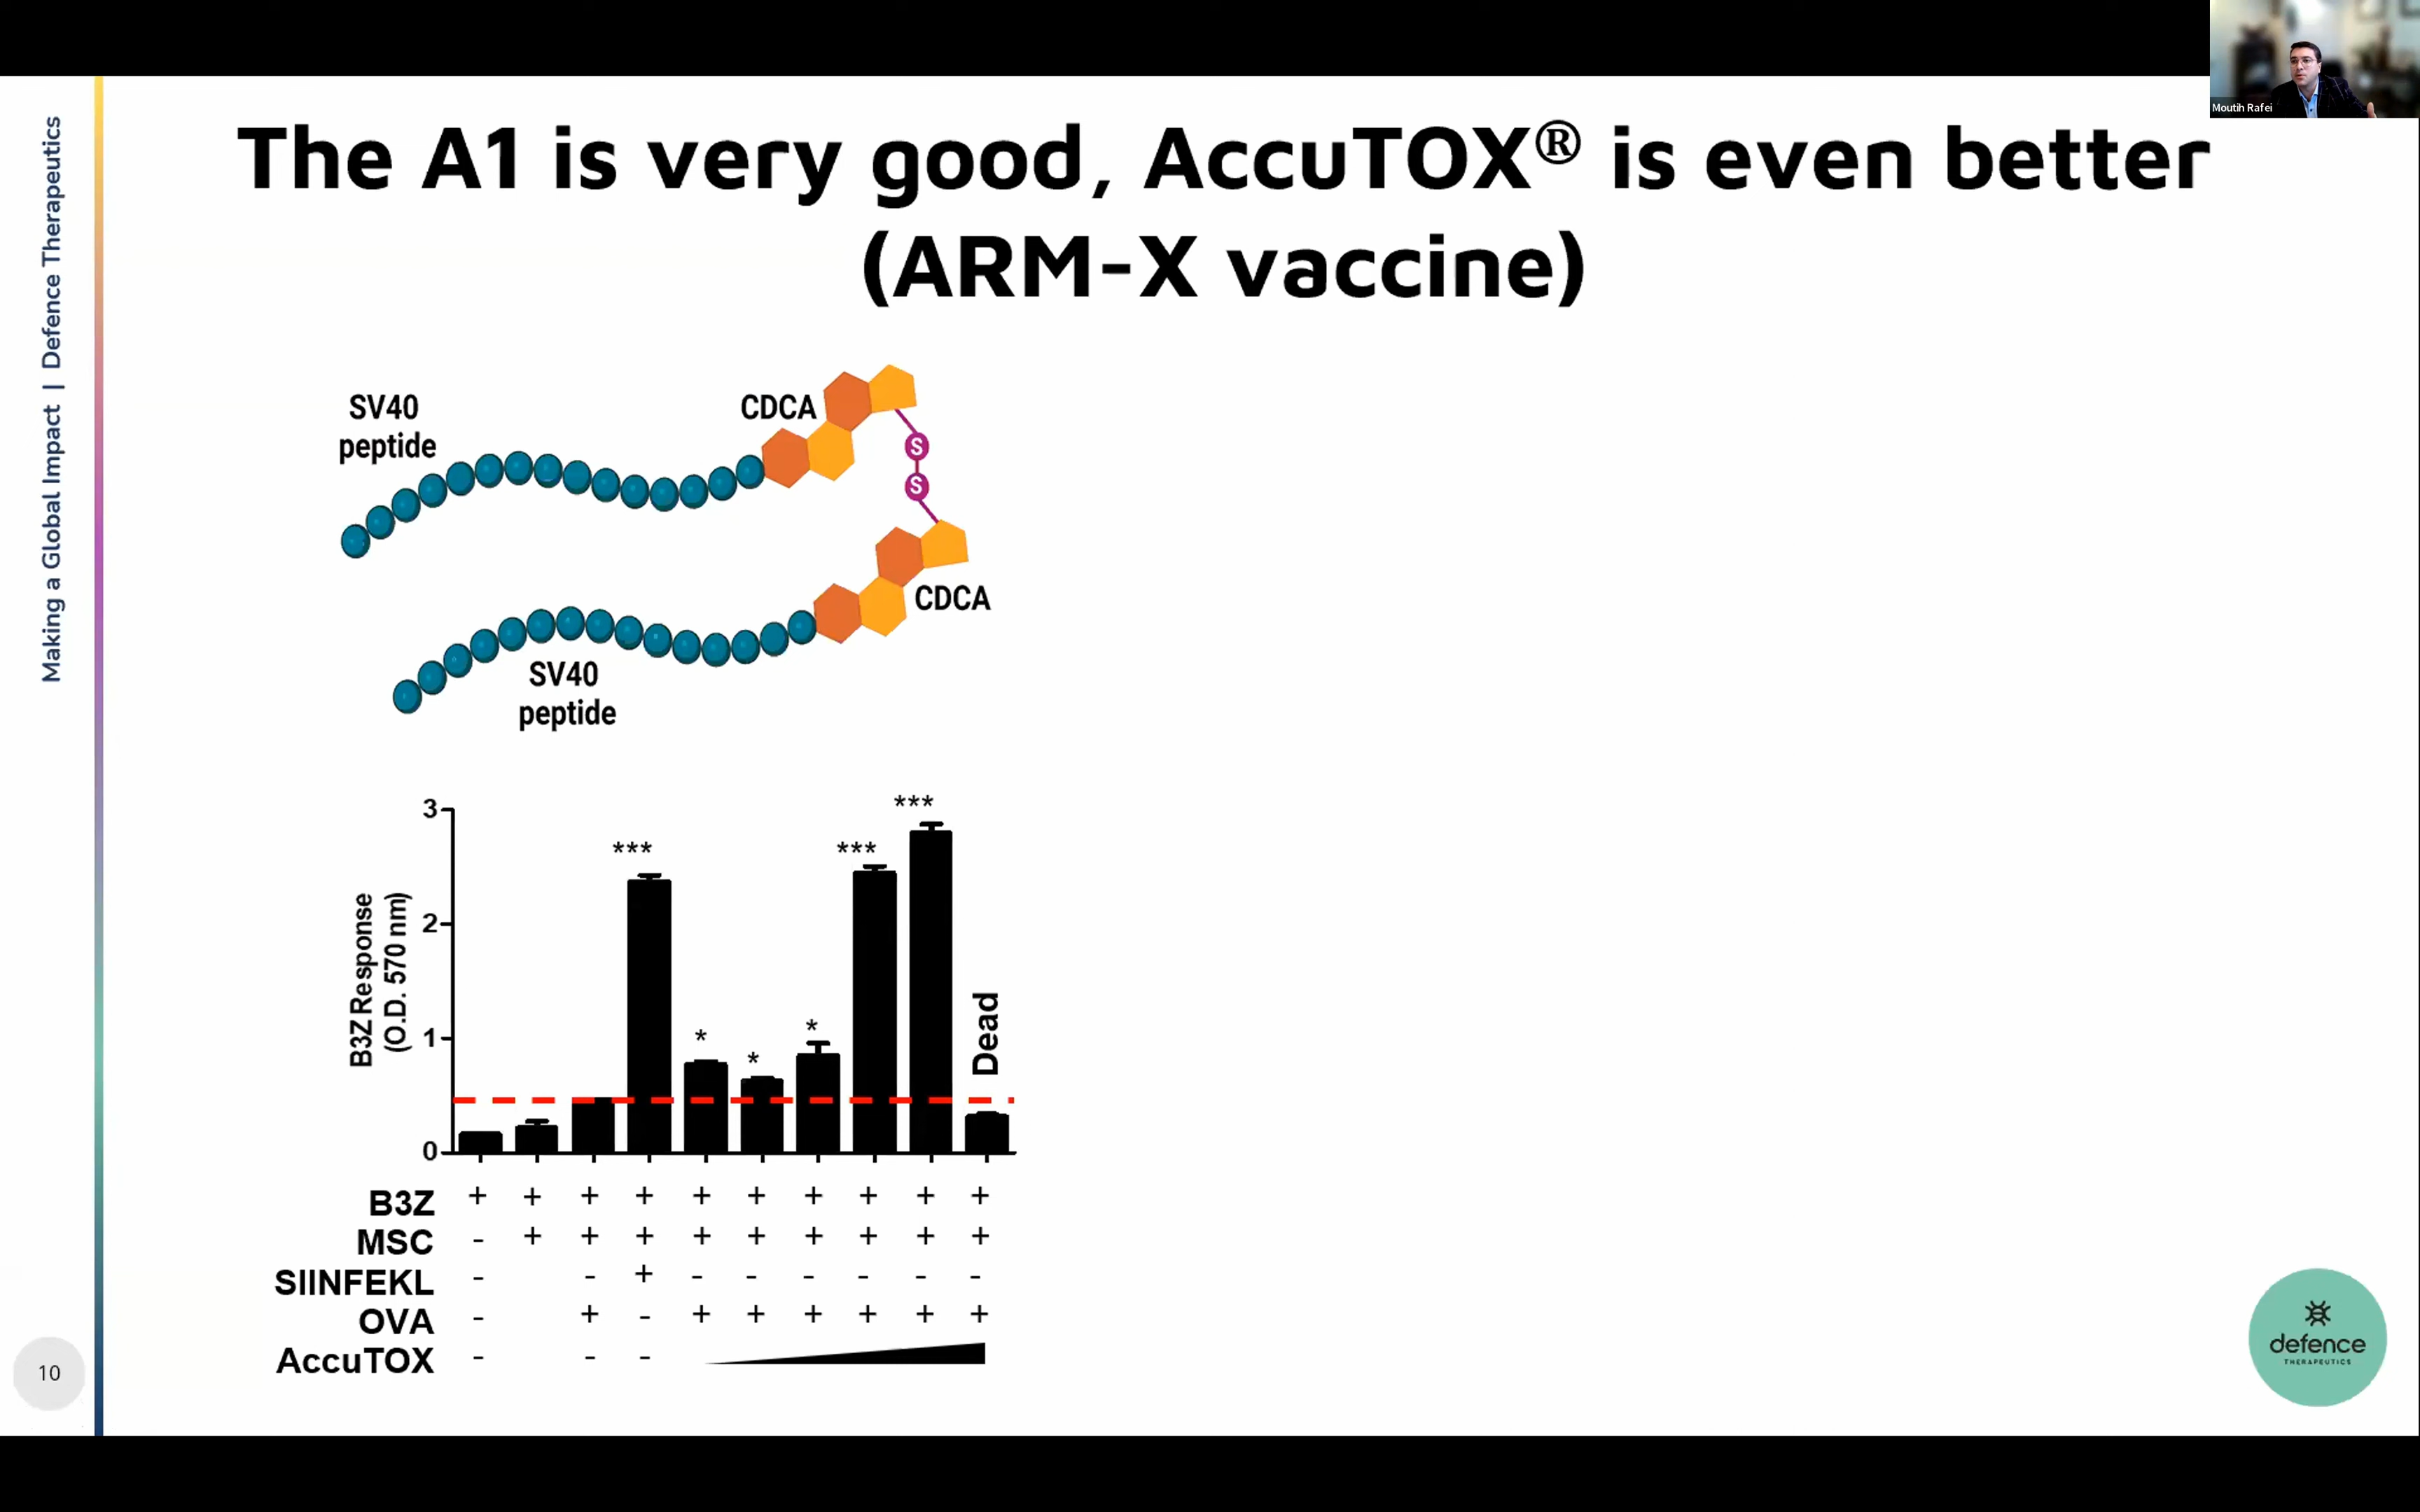 Moutih Rafei
Making a Global Impact | Defence Therapeutics
The A1 is very good, AccuTOX® is even better
(ARM-X vaccine)
SV40
peptide
CDCA
S
S
CDCA
SV40
peptide
B3Z Response
(O.D. 570 nm)
3
2
1
0
***
*
*
*
***
***
Dead
B3Z + + + + + + + + + +
MSC - + + + + + + + + +
SIINFEKL - - + - - - - - -
OVA - + - + + + + + +
AccuTOX - - -
10
defence
THERAPEUTICS